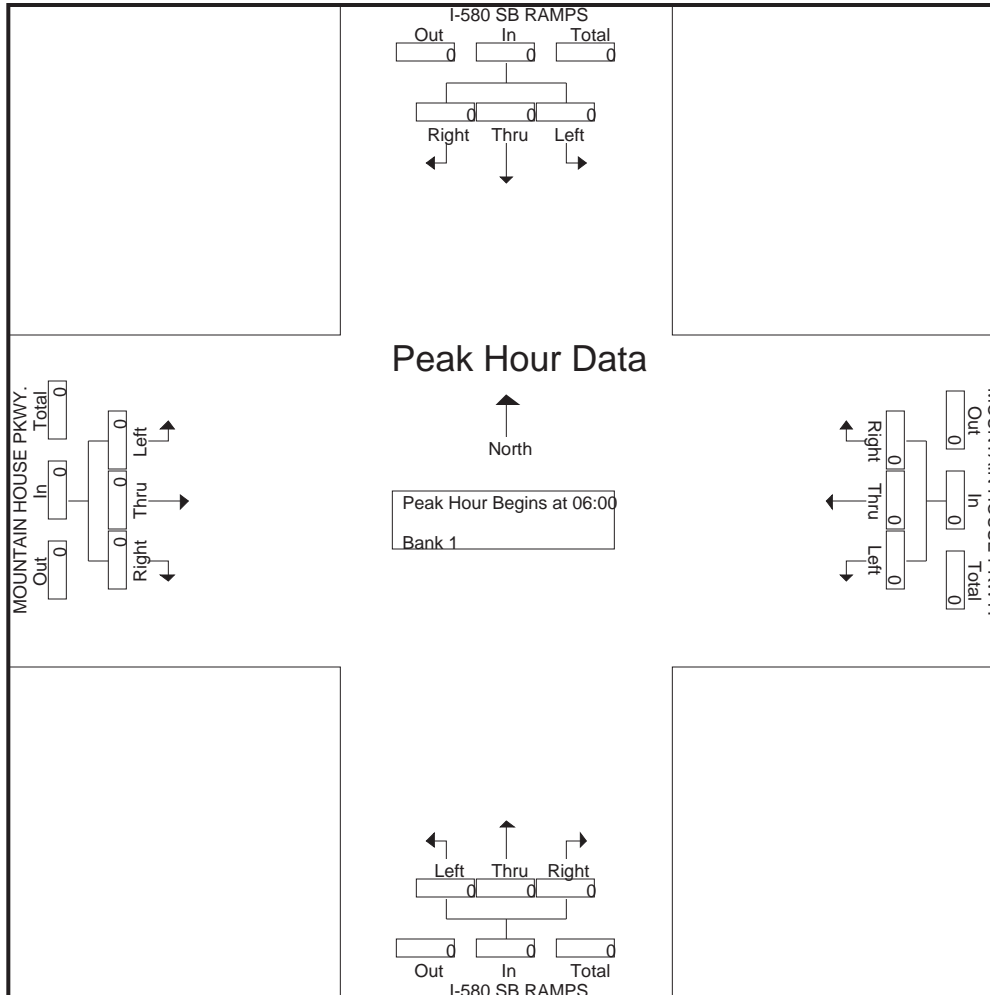 I-580 SB RAMPS
Out In Total
0 0 0
0 0 0
Right Thru Left
Peak Hour Data
North
Peak Hour Begins at 06:00
Bank 1
MOUNTAIN HOUSE PKWY.
Total In Out
0 0 0
0 0 0
Left Thru Right
Right Thru Left
0 0 0
0 0 0
Out In Total
Left Thru Right
0 0 0
0 0 0
Out In Total
I-580 SB RAMPS